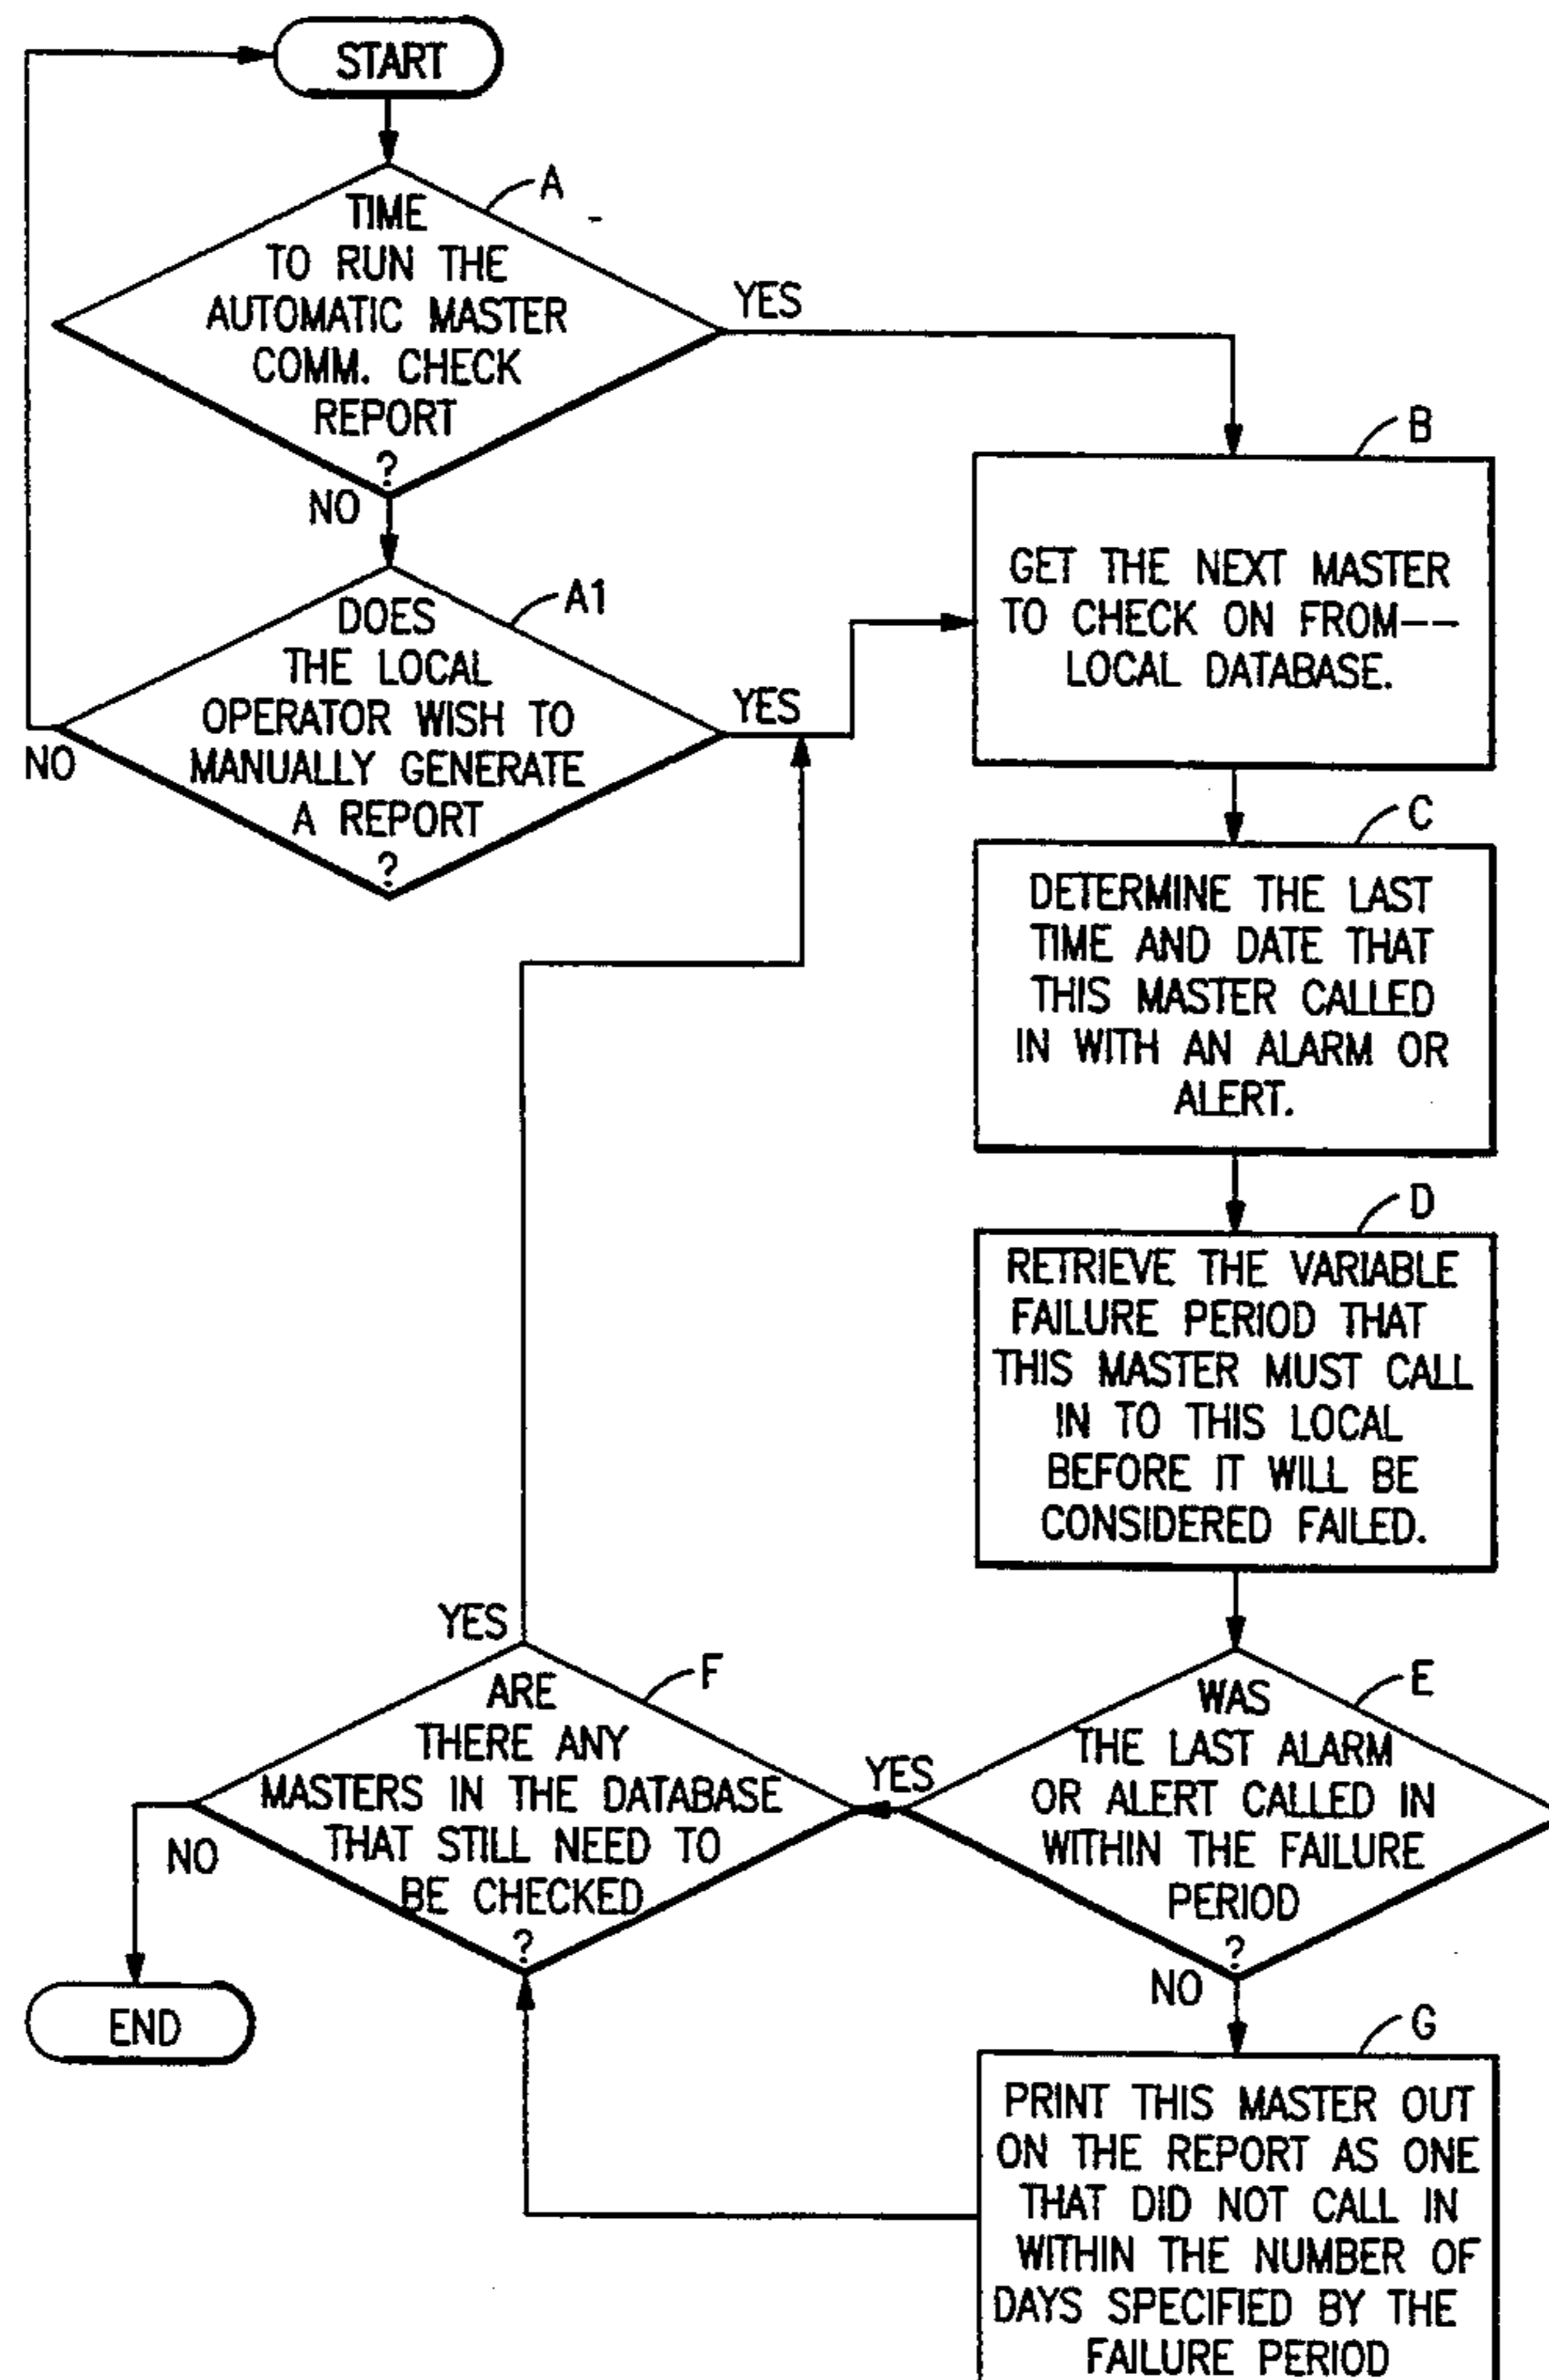 START
A
TIME
TO RUN THE
AUTOMATIC MASTER
COMM. CHECK
REPORT
?
YES
NO
A1
DOES
THE LOCAL
OPERATOR WISH TO
MANUALLY GENERATE
A REPORT
?
YES
NO
B
GET THE NEXT MASTER
TO CHECK ON FROM--
LOCAL DATABASE.
C
DETERMINE THE LAST
TIME AND DATE THAT
THIS MASTER CALLED
IN WITH AN ALARM OR
ALERT.
D
RETRIEVE THE VARIABLE
FAILURE PERIOD THAT
THIS MASTER MUST CALL
IN TO THIS LOCAL
BEFORE IT WILL BE
CONSIDERED FAILED.
E
WAS
THE LAST ALARM
OR ALERT CALLED IN
WITHIN THE FAILURE
PERIOD
?
YES
NO
F
YES
ARE
THERE ANY
MASTERS IN THE DATABASE
THAT STILL NEED TO
BE CHECKED
?
NO
END
G
PRINT THIS MASTER OUT
ON THE REPORT AS ONE
THAT DID NOT CALL IN
WITHIN THE NUMBER OF
DAYS SPECIFIED BY THE
FAILURE PERIOD